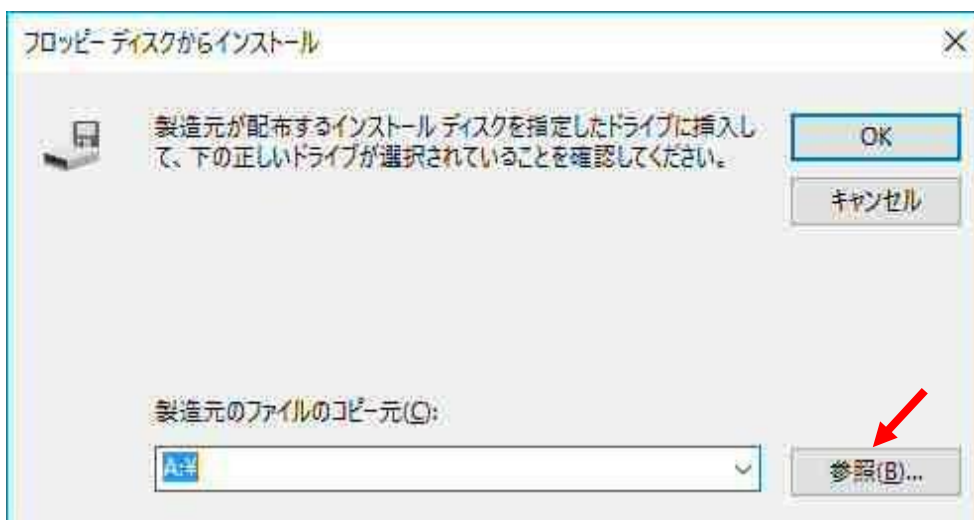 フロッピー ディスクからインストール
製造元が配布するインストール ディスクを指定したドライブに挿入し
て、下の正しいドライブが選択されていることを確認してください。
OK
キャンセル
製造元のファイルのコピー元(C):
A:¥
参照(B)...